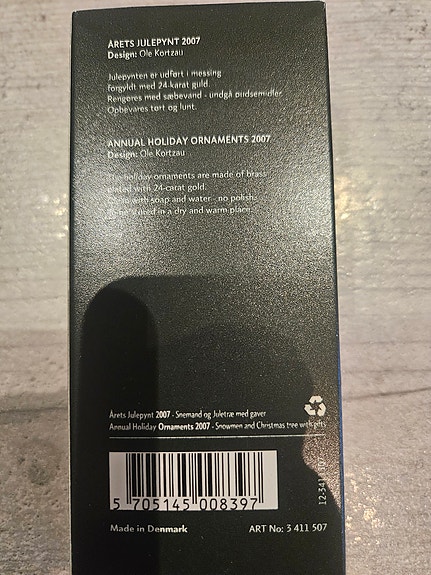 ÅRETS JULEPYNT 2007
Design: Ole Kortzau
Julepynten er udført i messing
forgyldt med 24-karat guld.
Rengøres med sæbevand - undgå pudsemidler.
Opbevares tørt og lunt.
ANNUAL HOLIDAY ORNAMENTS 2007
Design: Ole Kortzau
The holiday ornaments are made of brass
plated with 24-carat gold.
Clean with soap and water - no polish.
To be stored in a dry and warm place.
Årets Julepynt 2007 - Snemand og Juletræ med gaver
Annual Holiday Ornaments 2007 - Snowmen and Christmas tree with gifts
5 705145 008397
Made in Denmark
ART No: 3 411 507